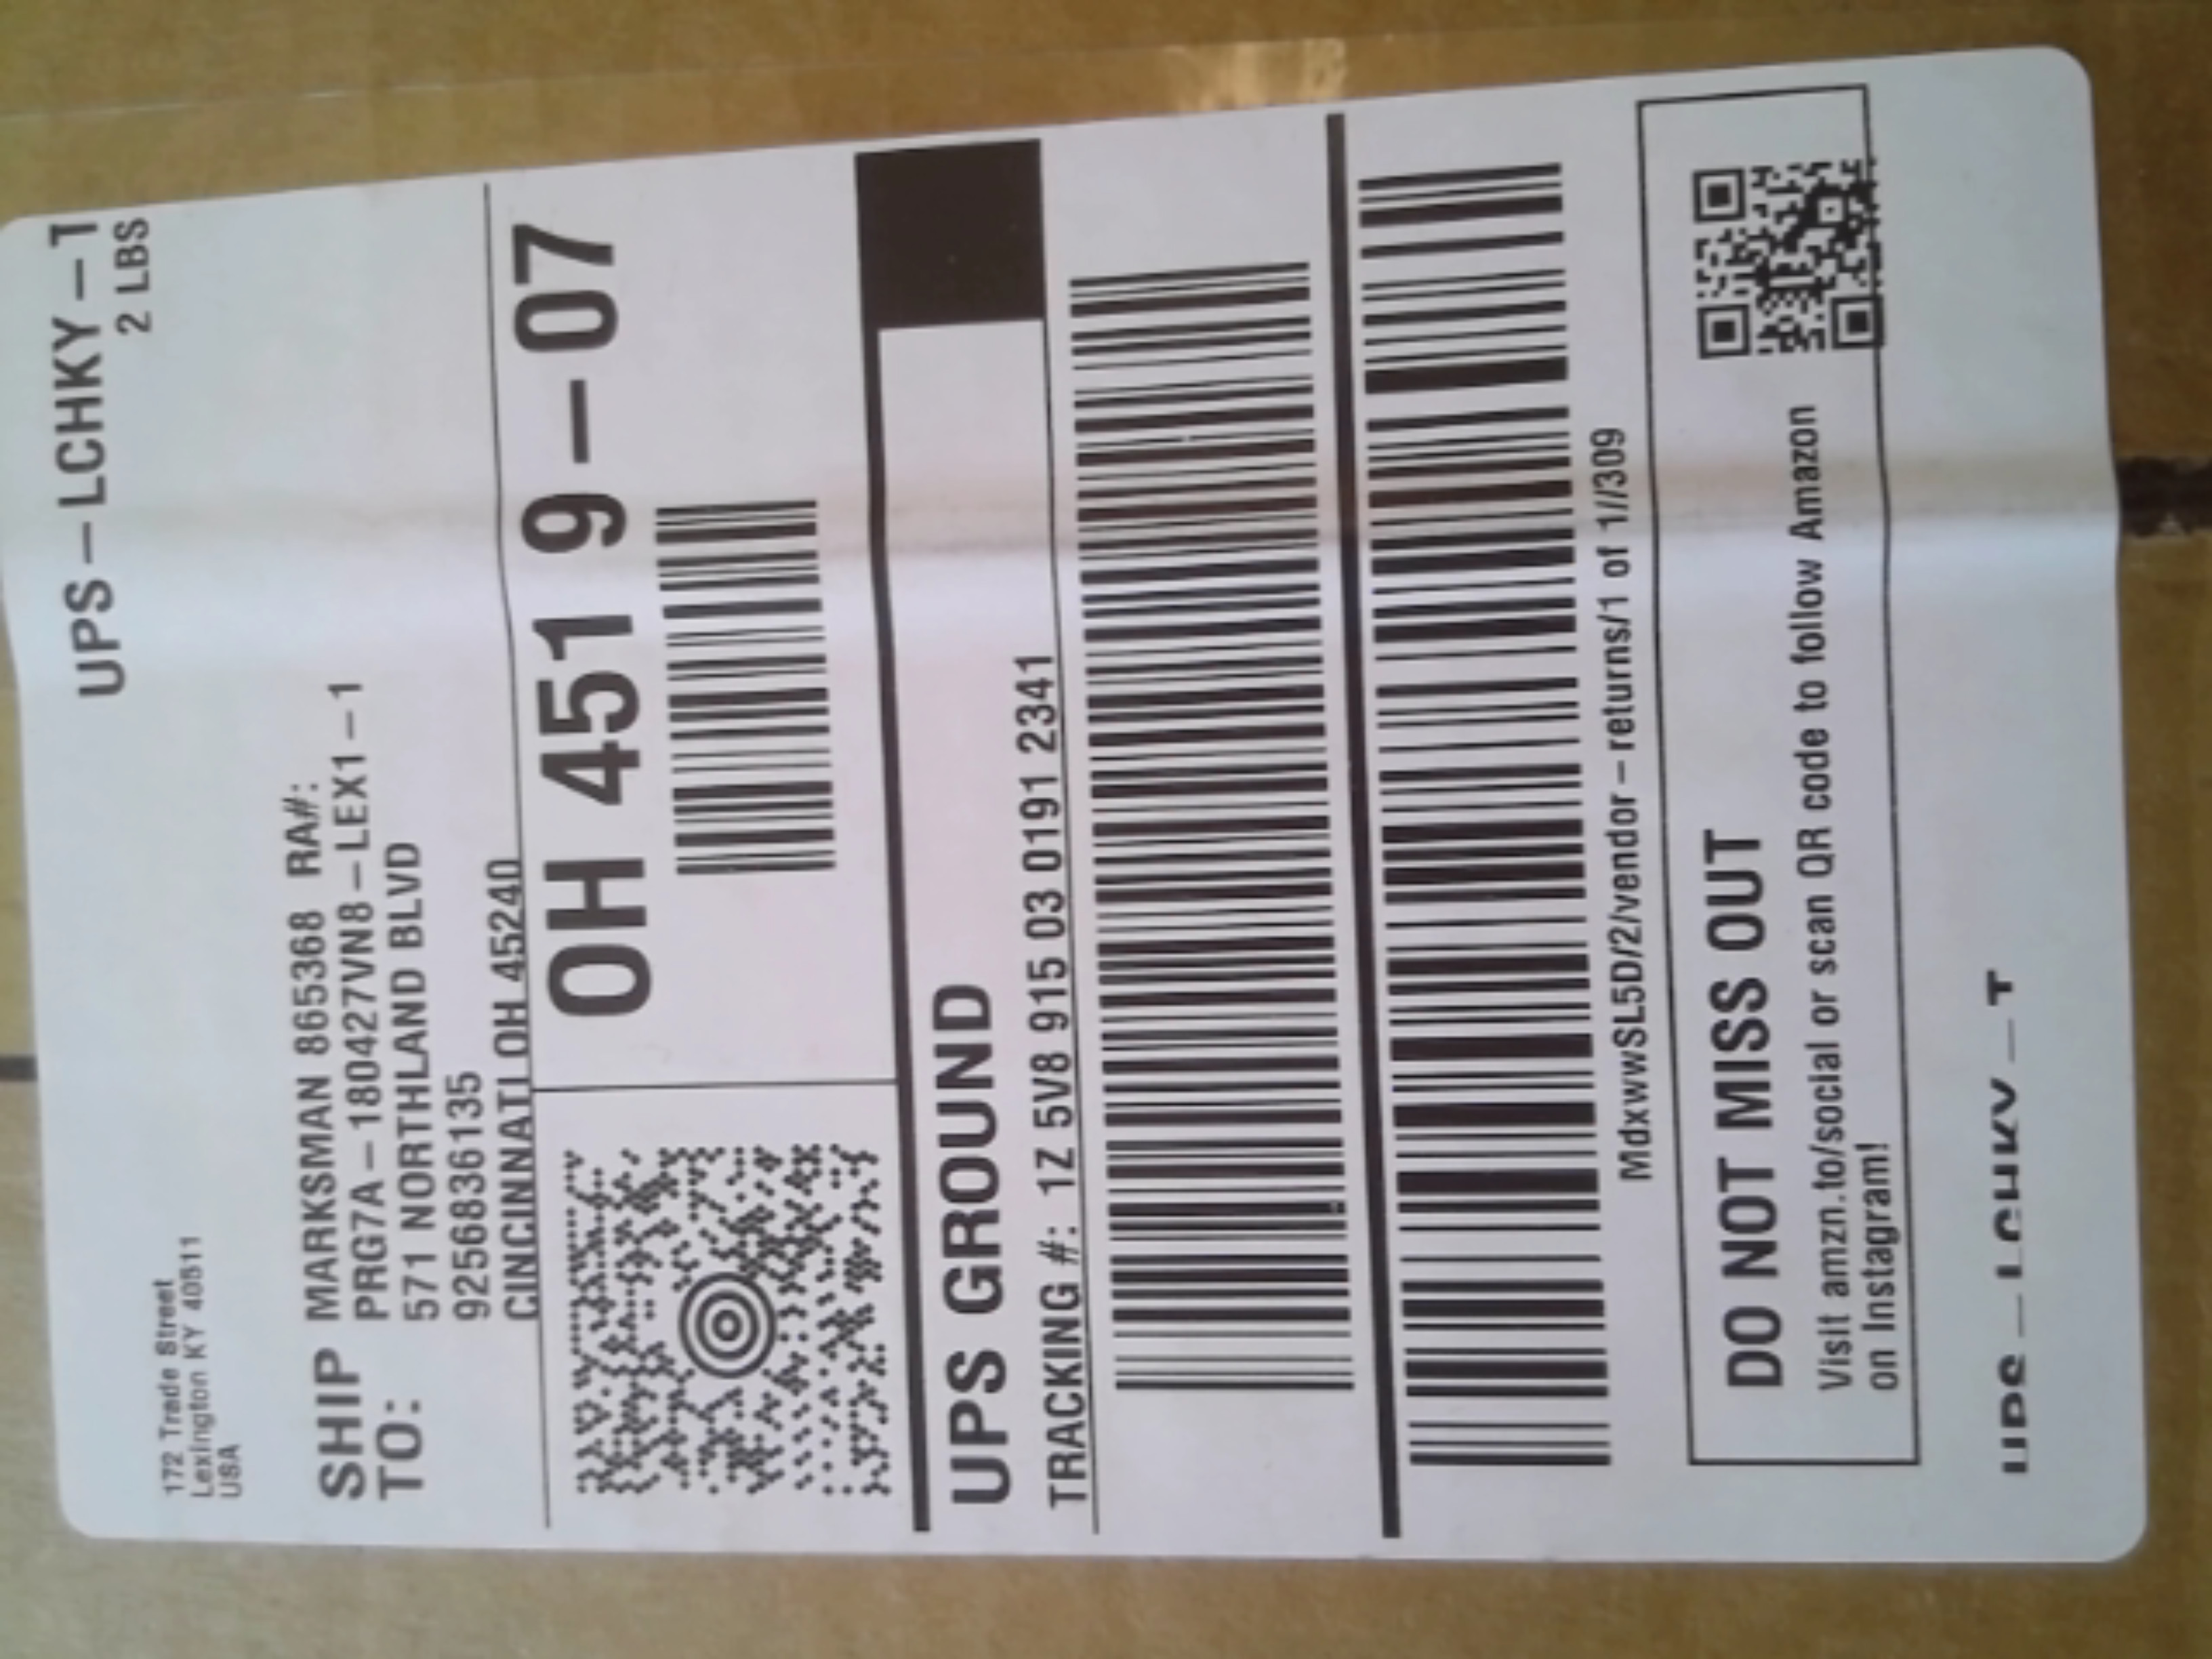 UPS-LCHKY-T
2 LBS
172 Trade Street
Lexington KY 40511
USA
SHIP TO:
MARKSMAN 865368 RA#:
PRG7A-180427VN8-LEX1-1
571 NORTHLAND BLVD
9256836135
CINCINNATI OH 45240
OH 451 9-07
UPS GROUND
TRACKING #: 1Z 5V8 915 03 0191 2341
MdxwwSL5D/2/vendor-returns/1 of 1//309
DO NOT MISS OUT
Visit amzn.to/social or scan QR code to follow Amazon
on Instagram!
UPS-LCHKY-T